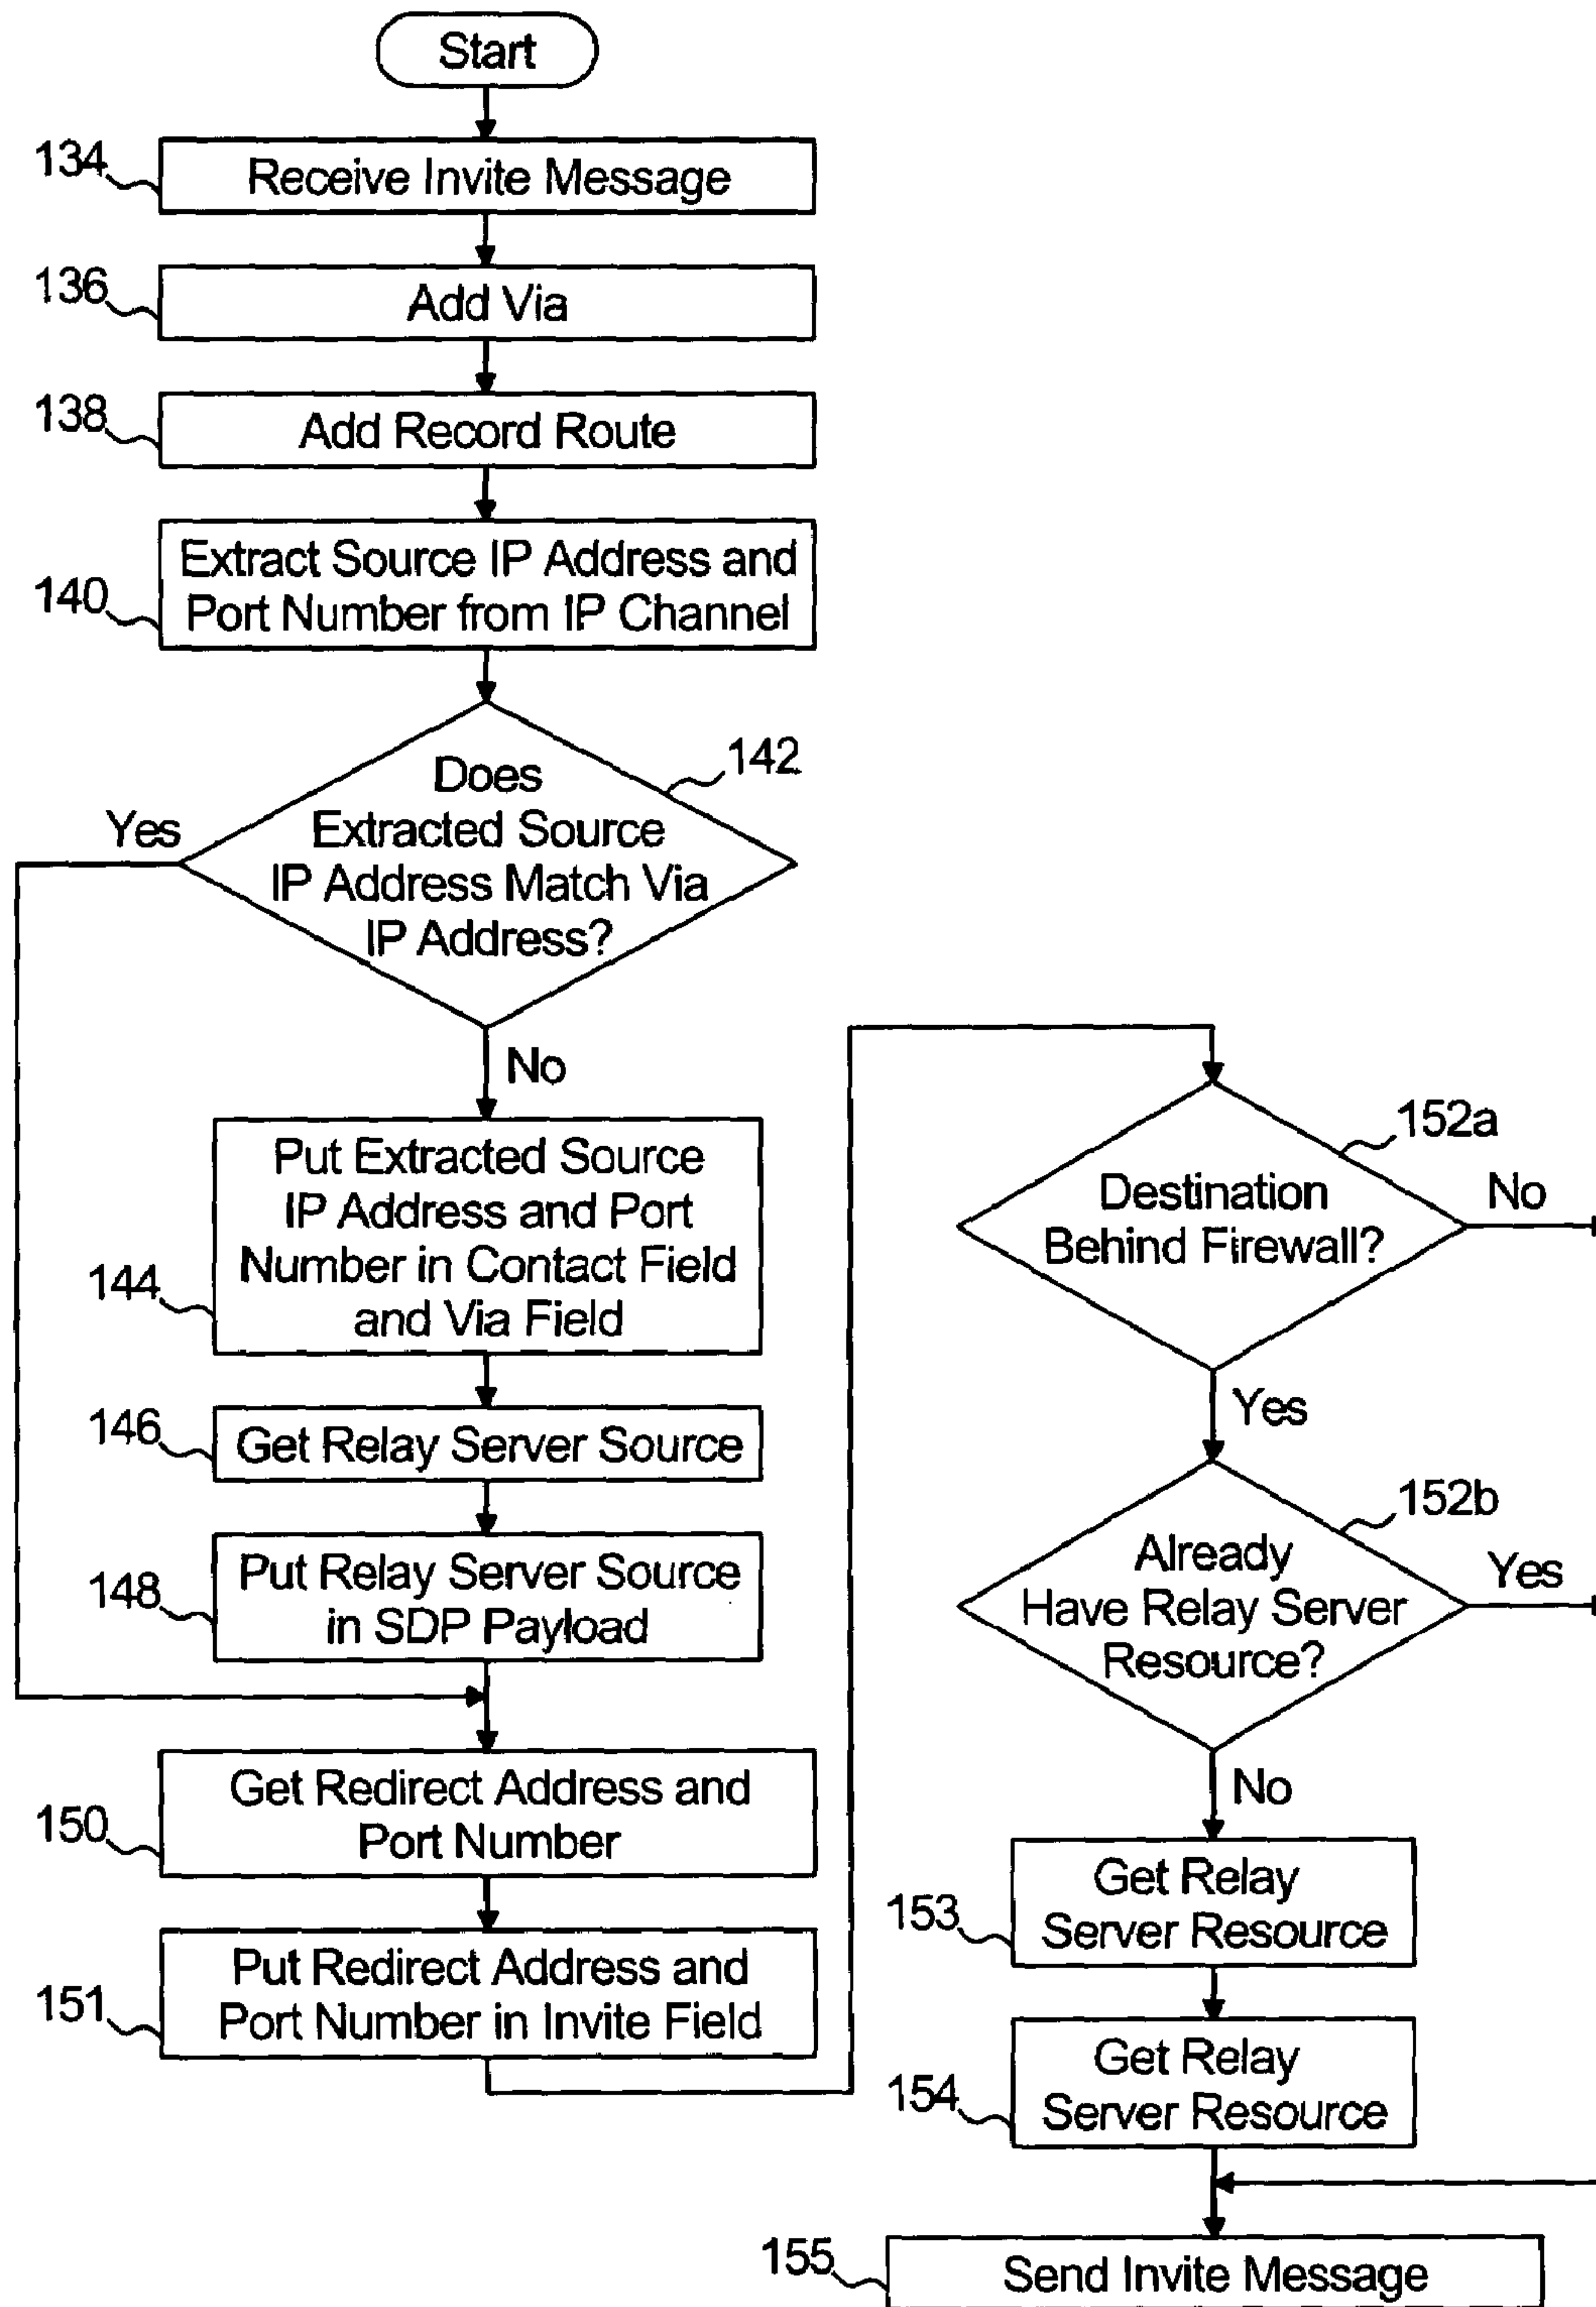 Start
134
Receive Invite Message
136
Add Via
138
Add Record Route
140
Extract Source IP Address and
Port Number from IP Channel
142
Does
Extracted Source
IP Address Match Via
IP Address?
Yes
No
144
Put Extracted Source
IP Address and Port
Number in Contact Field
and Via Field
146
Get Relay Server Source
148
Put Relay Server Source
in SDP Payload
150
Get Redirect Address and
Port Number
151
Put Redirect Address and
Port Number in Invite Field
152a
Destination
Behind Firewall?
No
Yes
152b
Already
Have Relay Server
Resource?
Yes
No
153
Get Relay
Server Resource
154
Get Relay
Server Resource
155
Send Invite Message